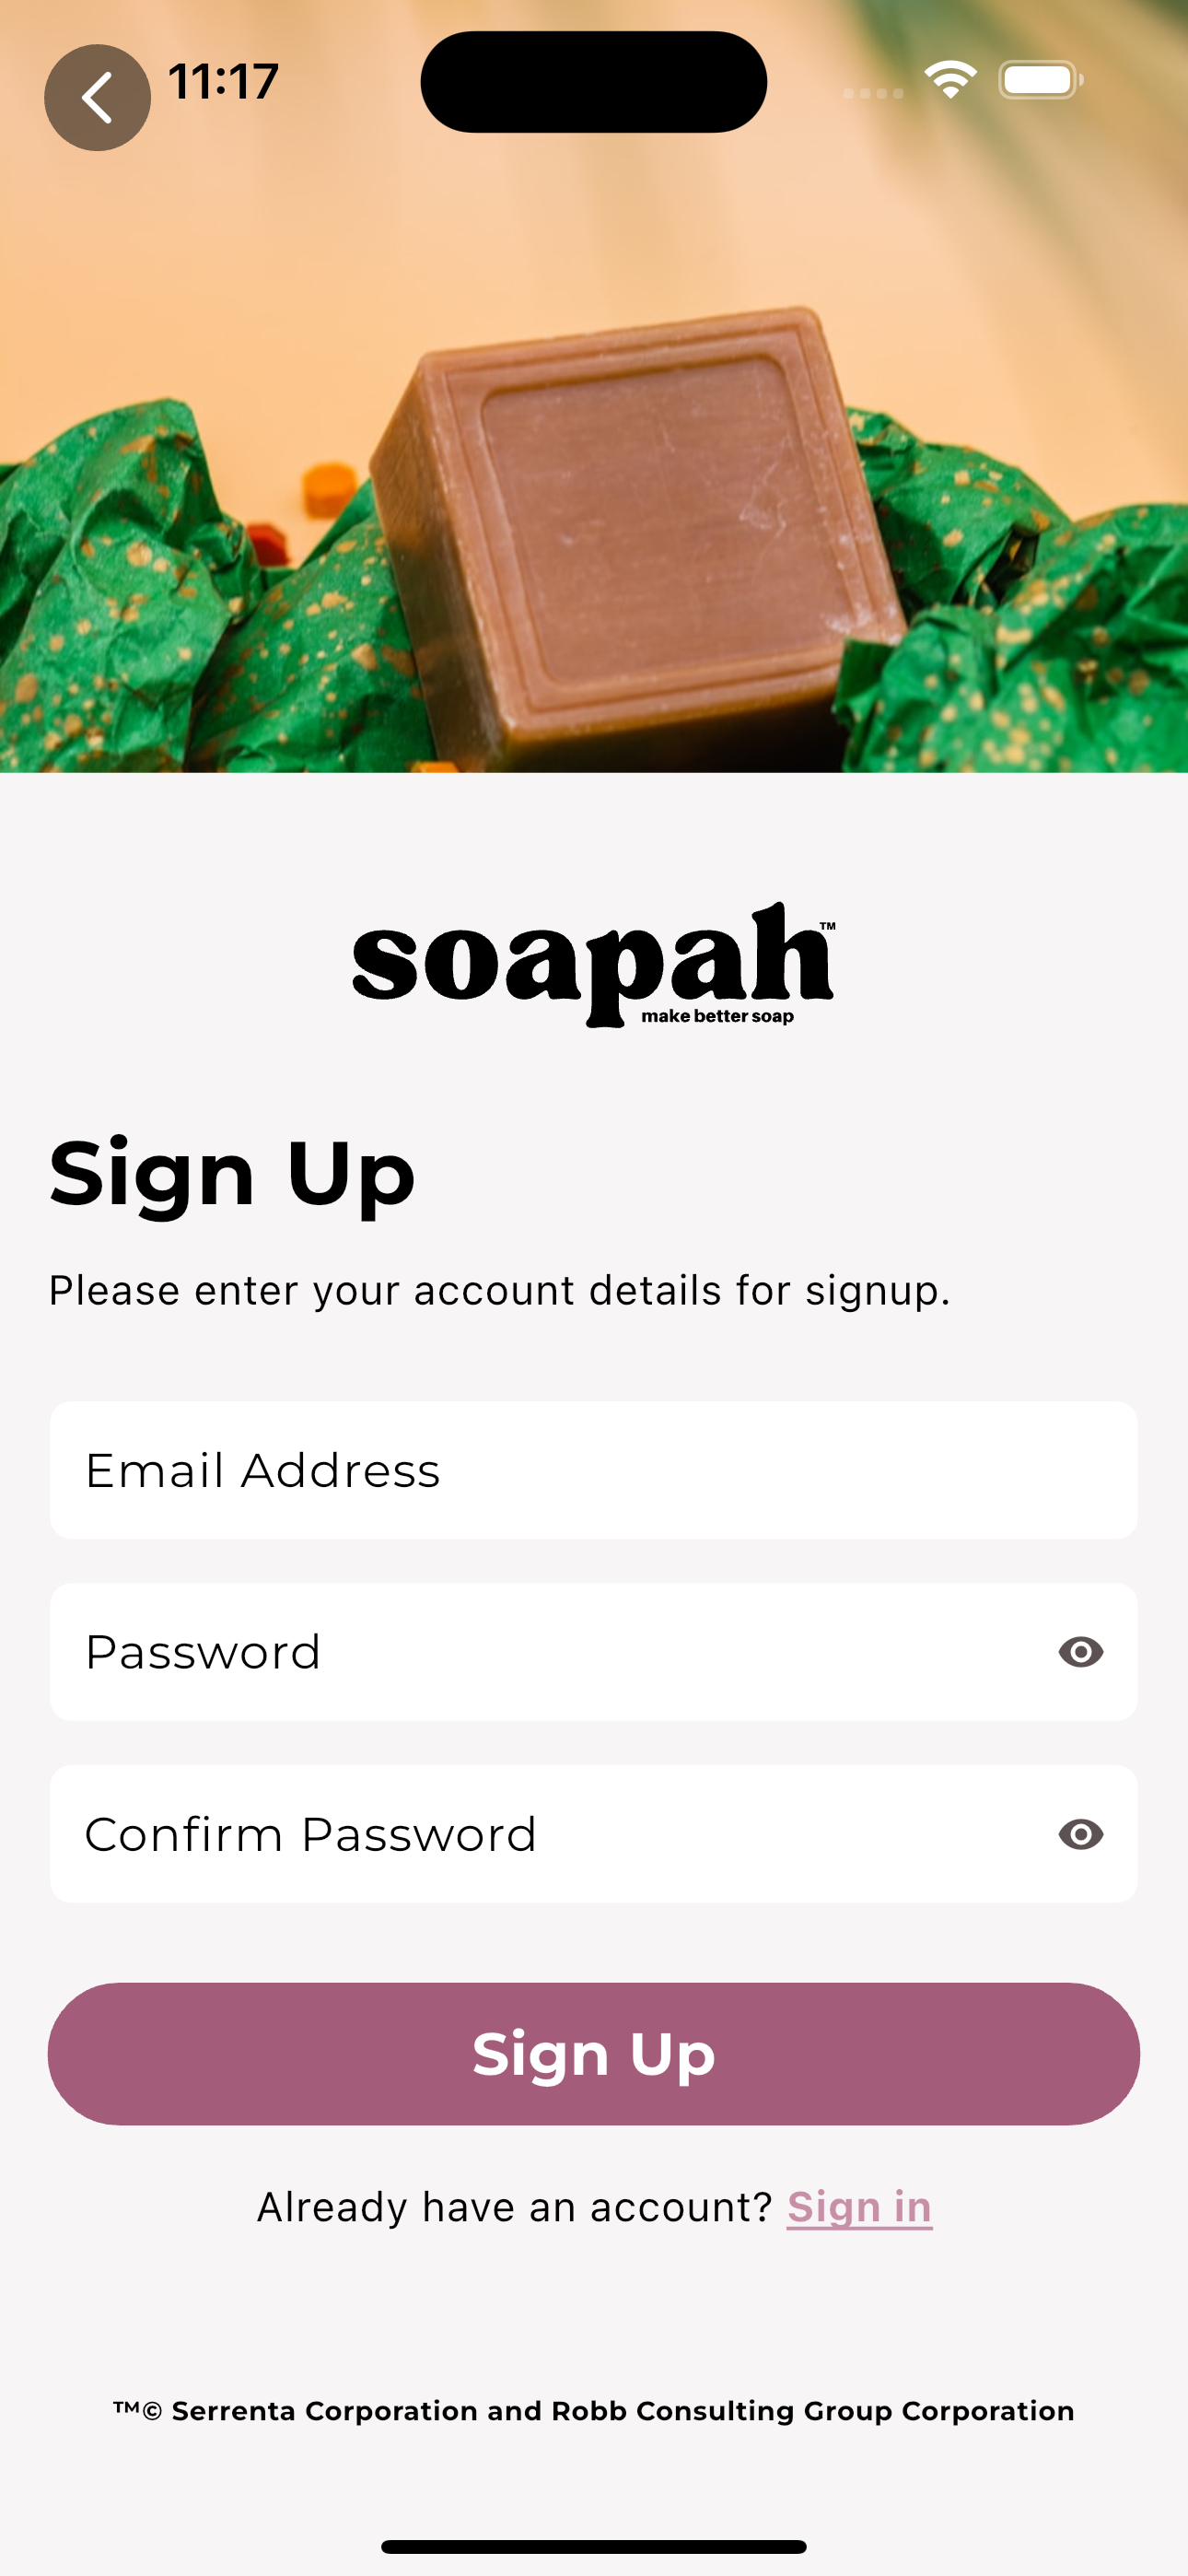 11:17
soapah™
make better soap
Sign Up
Please enter your account details for signup.
Email Address
Password
Confirm Password
Sign Up
Already have an account? Sign in
™© Serrenta Corporation and Robb Consulting Group Corporation